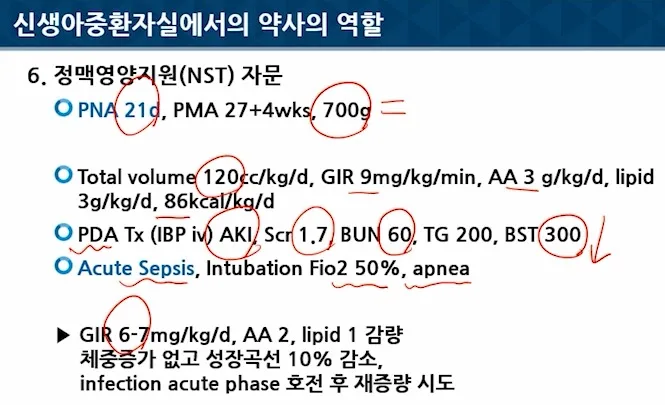 신생아중환자실에서의 약사의 역할
6. 정맥영양지원(NST) 자문
PNA 21d, PMA 27+4wks, 700g
Total volume 120cc/kg/d, GIR 9mg/kg/min, AA 3 g/kg/d, lipid
3g/kg/d, 86kcal/kg/d
PDA Tx (IBP iv) AKI, Scr 1.7, BUN 60, TG 200, BST 300
Acute Sepsis, Intubation Fio2 50%, apnea
▶ GIR 6-7mg/kg/d, AA 2, lipid 1 감량
체중증가 없고 성장곡선 10% 감소,
infection acute phase 호전 후 재증량 시도